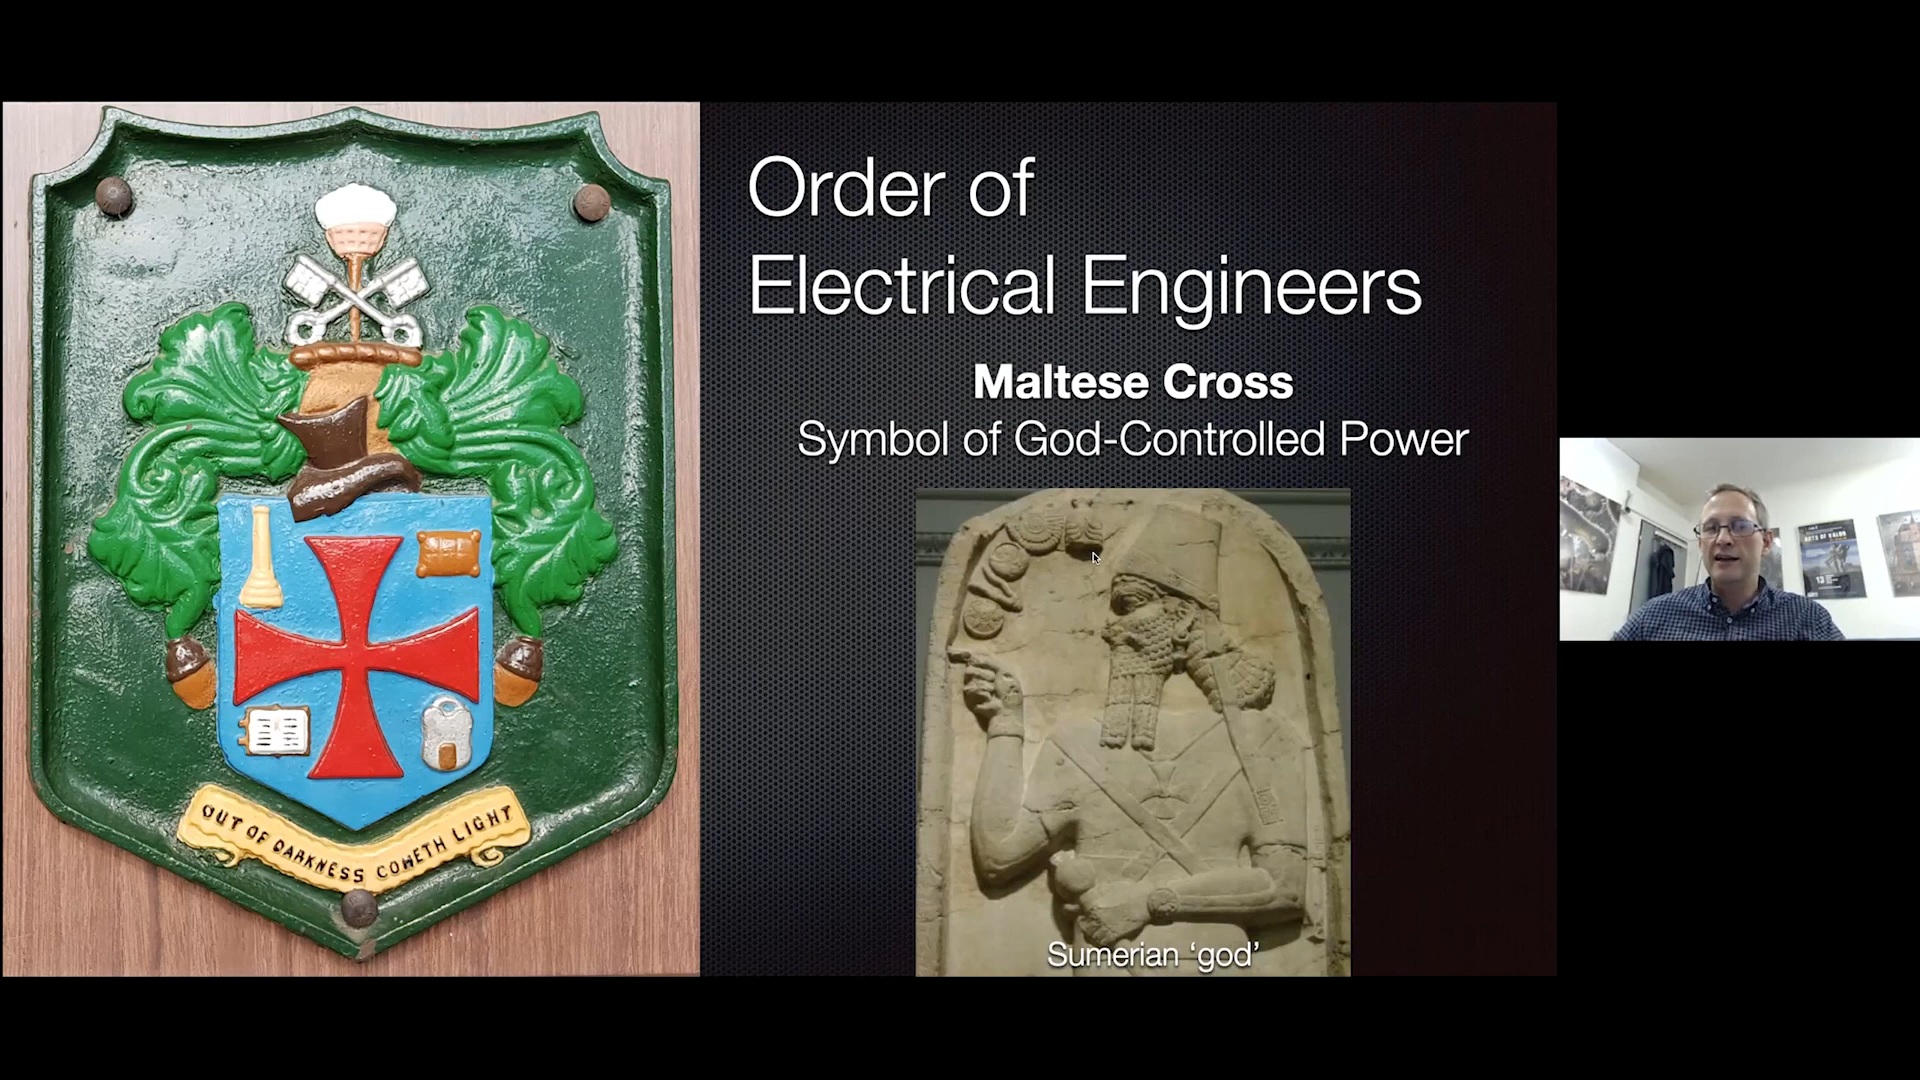 OUT OF DARKNESS COMETH LIGHT
Order of
Electrical Engineers
Maltese Cross
Symbol of God-Controlled Power
Sumerian ‘god’